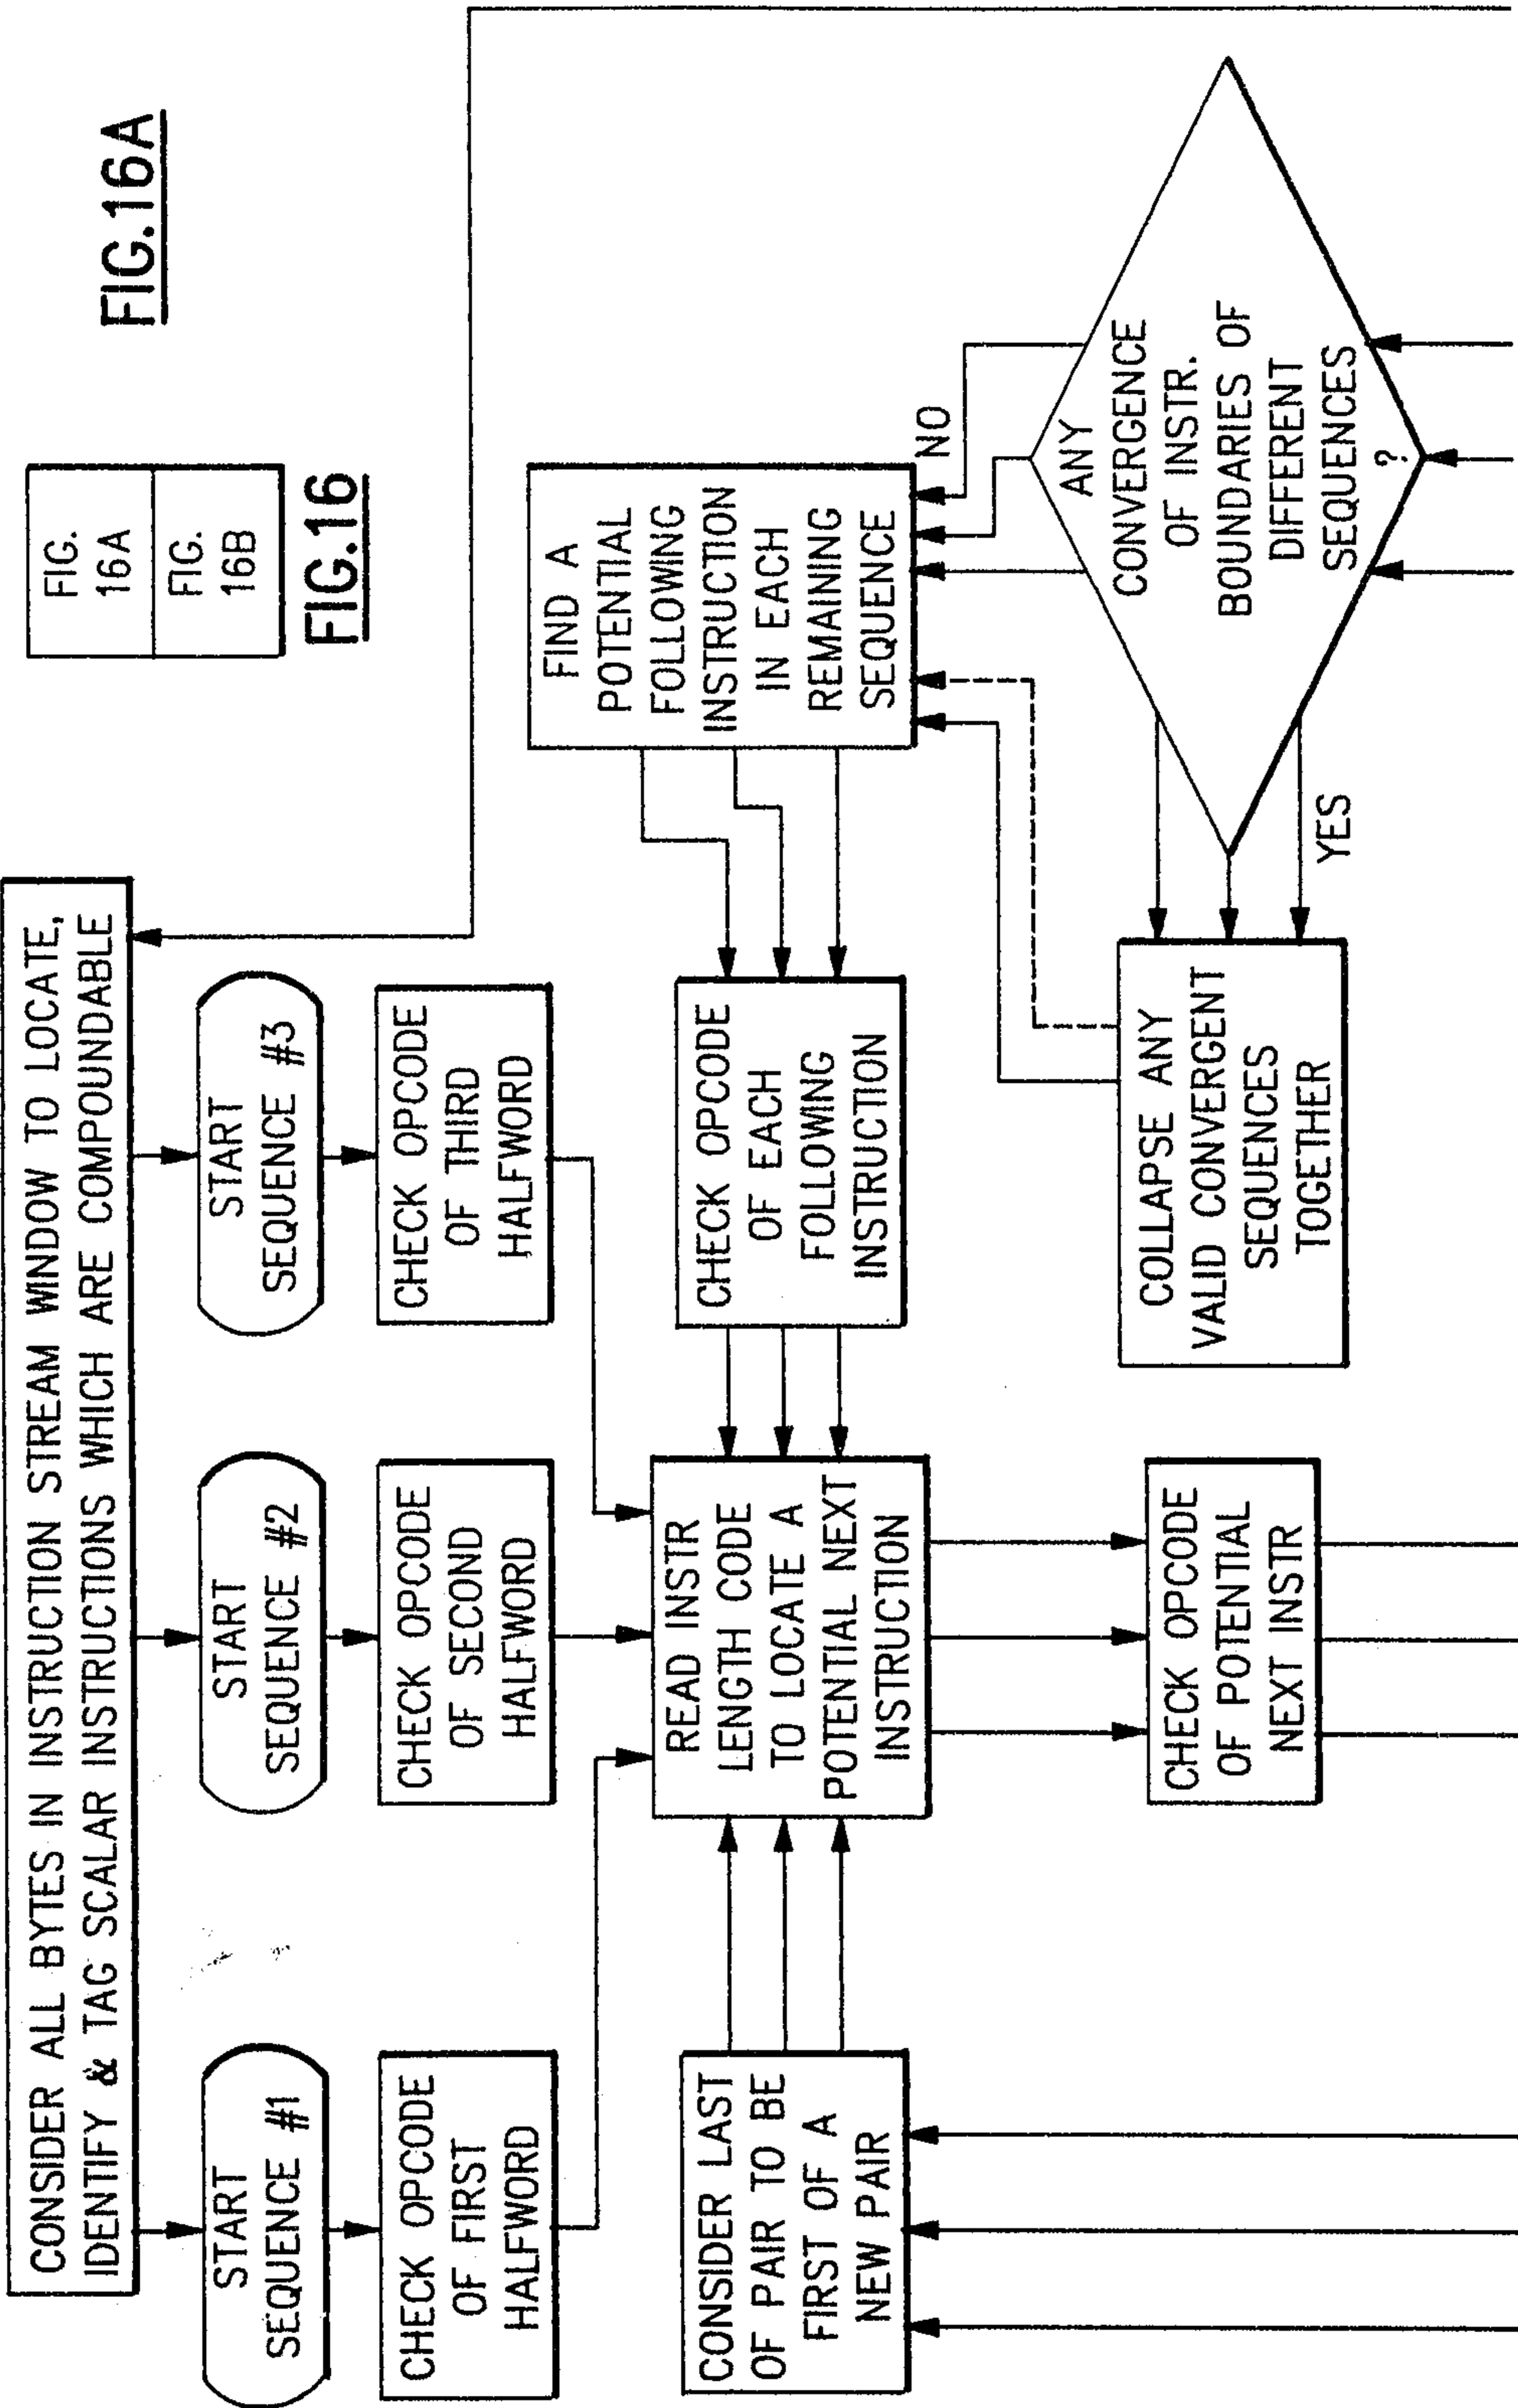 FIG.16A
FIG.
16A
FIG.
16B
FIG.16
CONSIDER ALL BYTES IN INSTRUCTION STREAM WINDOW TO LOCATE,
IDENTIFY & TAG SCALAR INSTRUCTIONS WHICH ARE COMPOUNDABLE
START
SEQUENCE #1
START
SEQUENCE #2
START
SEQUENCE #3
CHECK OPCODE
OF FIRST
HALFWORD
CHECK OPCODE
OF SECOND
HALFWORD
CHECK OPCODE
OF THIRD
HALFWORD
CONSIDER LAST
OF PAIR TO BE
FIRST OF A
NEW PAIR
READ INSTR
LENGTH CODE
TO LOCATE A
POTENTIAL NEXT
INSTRUCTION
CHECK OPCODE
OF EACH
FOLLOWING
INSTRUCTION
FIND A
POTENTIAL
FOLLOWING
INSTRUCTION
IN EACH
REMAINING
SEQUENCE
NO
CHECK OPCODE
OF POTENTIAL
NEXT INSTR
COLLAPSE ANY
VALID CONVERGENT
SEQUENCES
TOGETHER
YES
ANY
CONVERGENCE
OF INSTR.
BOUNDARIES OF
DIFFERENT
SEQUENCES
?